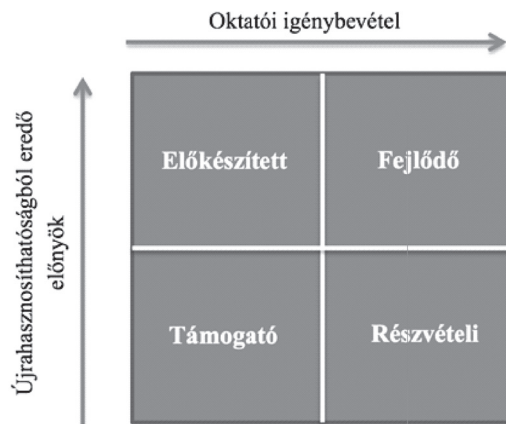 Oktatói igénybevétel
Újrahasznosíthatóságból eredő
előnyök
Előkészített
Fejlődő
Támogató
Részvételi